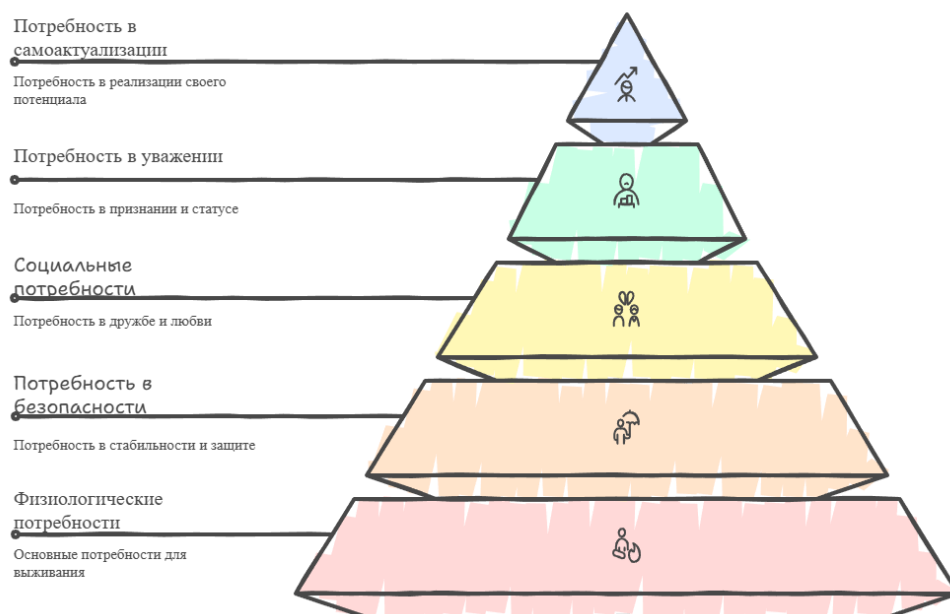 Потребность в
самоактуализации
Потребность в реализации своего
потенциала
Потребность в уважении
Потребность в признании и статусе
Социальные
потребности
Потребность в дружбе и любви
Потребность в
безопасности
Потребность в стабильности и защите
Физиологические
потребности
Основные потребности для
выживания